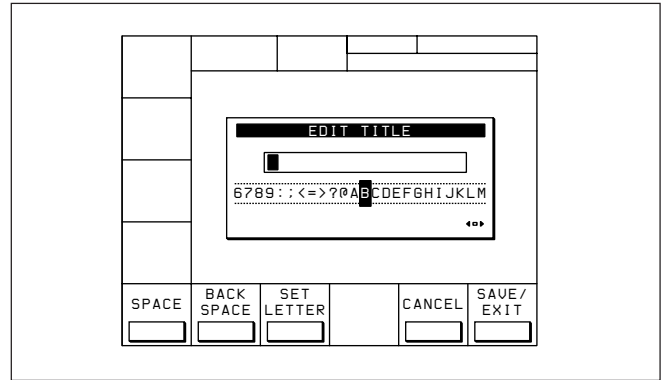 EDIT TITLE
6789:;<=>?@ABCDEFGHIJKLM
SPACE
BACK
SPACE
SET
LETTER
CANCEL
SAVE/
EXIT